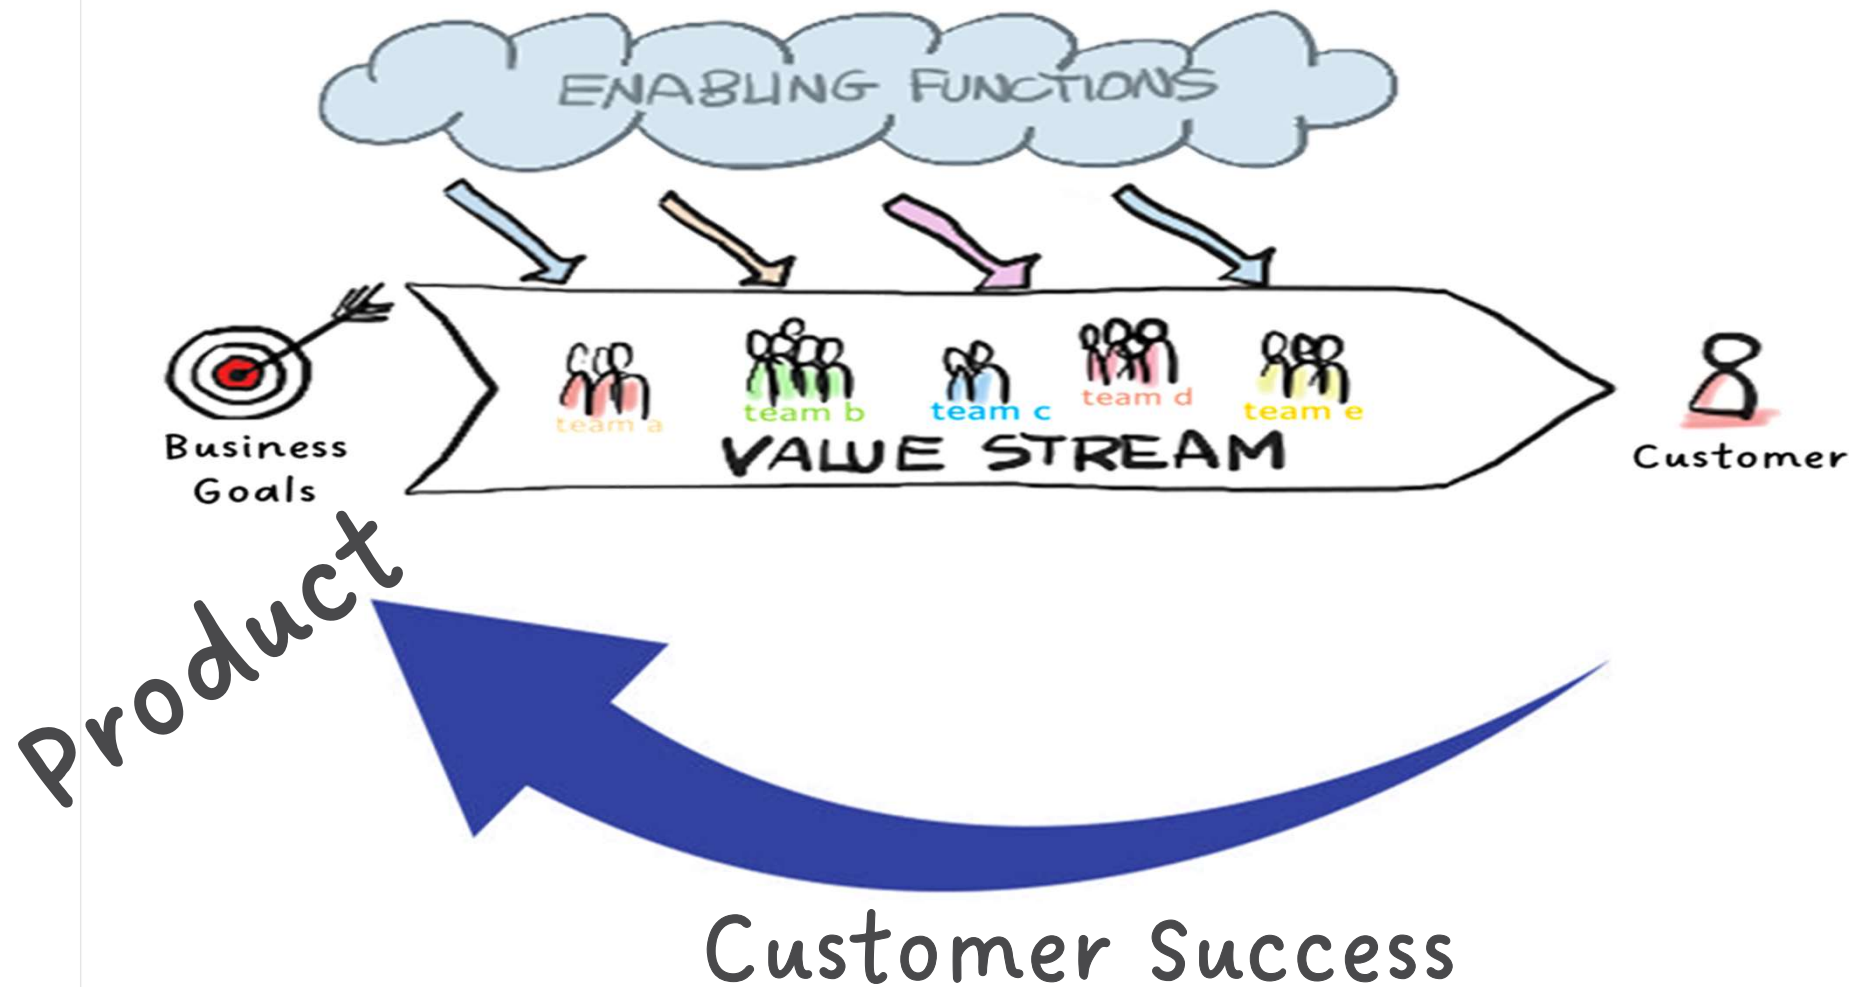 ENABLING FUNCTIONS
team a
team b
team c
team d
team e
VALUE STREAM
Business
Goals
Customer
Product
Customer Success